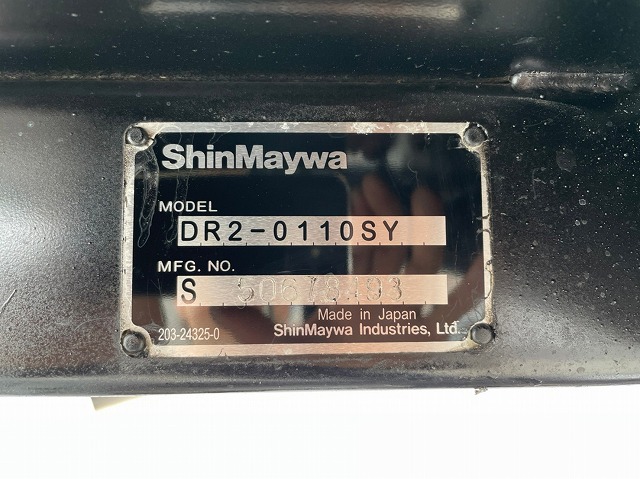 ShinMaywa
MODEL
DR2-0110SY
MFG. NO.
S
Made in Japan
203-24325-0
ShinMaywa Industries, Ltd.